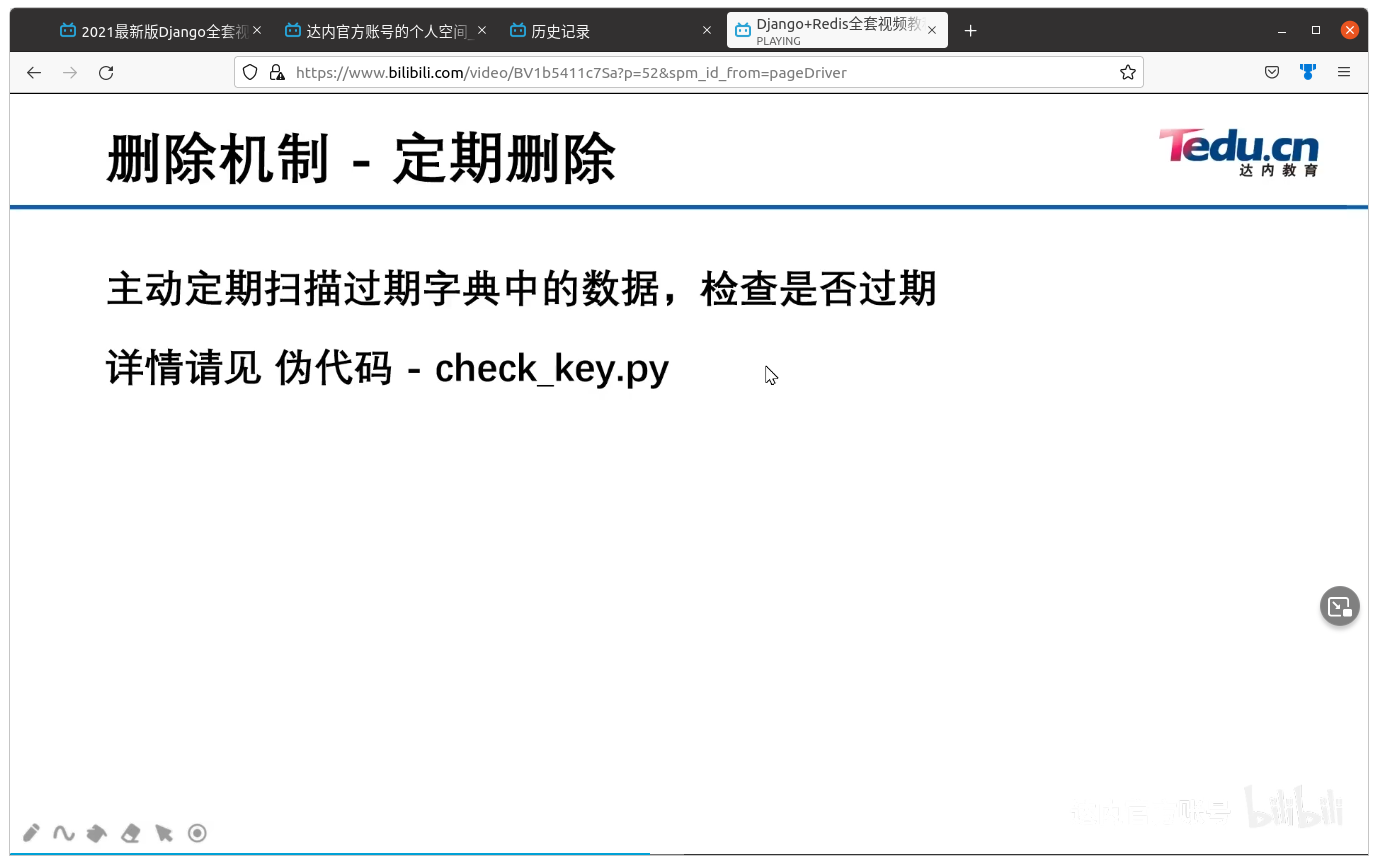 2021最新版Django全套视
达内官方账号的个人空间_
历史记录
Django+Redis全套视频教
PLAYING
https://www.bilibili.com/video/BV1b5411c7Sa?p=52&spm_id_from=pageDriver
删除机制 - 定期删除
Tedu.cn
达内教育
主动定期扫描过期字典中的数据，检查是否过期
详情请见 伪代码 - check_key.py
达内官方账号 bilibili